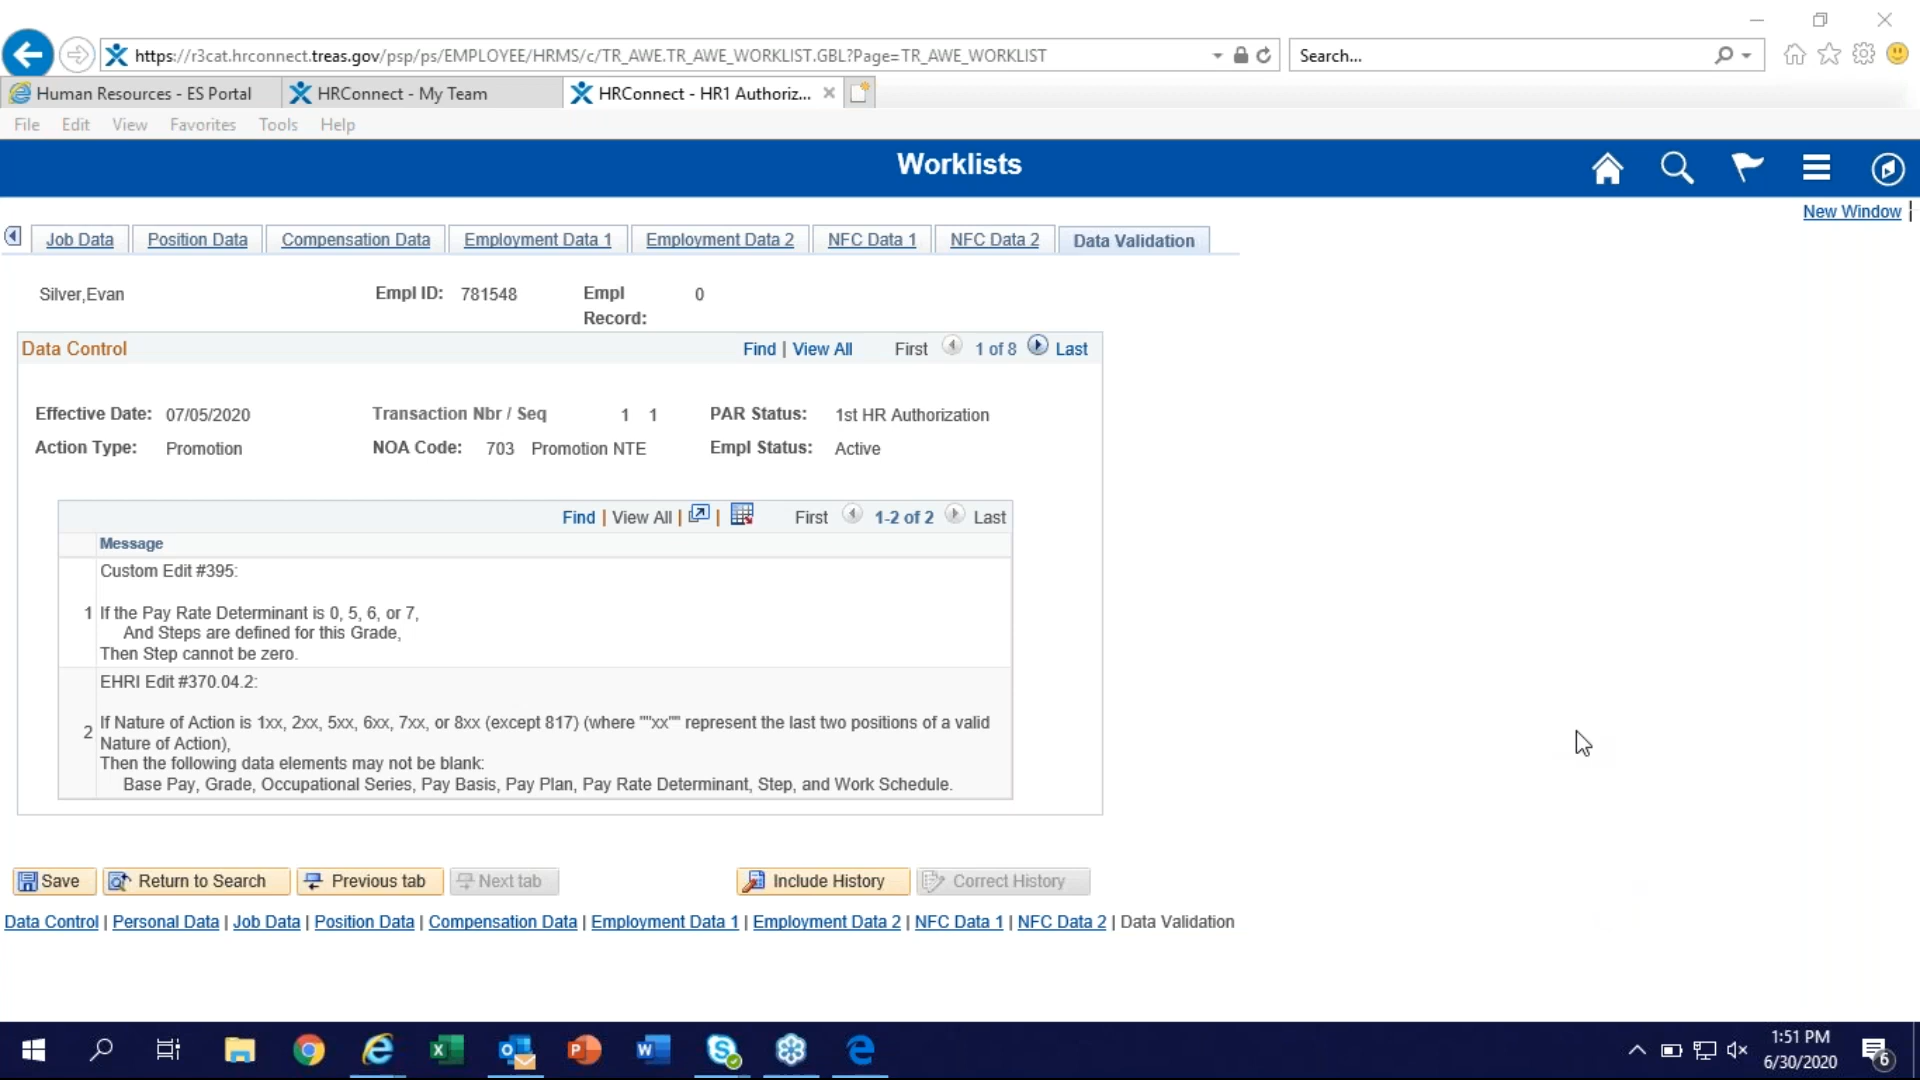 https://r3cat.hrconnect.treas.gov/psp/ps/EMPLOYEE/HRMS/c/TR_AWE.TR_AWE_WORKLIST.GBL?Page=TR_AWE_WORKLIST
Search...
Human Resources - ES Portal
HRConnect - My Team
HRConnect - HR1 Authoriz...
File Edit View Favorites Tools Help
Worklists
New Window
Job Data Position Data Compensation Data Employment Data 1 Employment Data 2 NFC Data 1 NFC Data 2 Data Validation
Silver,Evan Empl ID: 781548 Empl Record: 0
Data Control Find | View All First 1 of 8 Last
Effective Date: 07/05/2020 Transaction Nbr / Seq 1 1 PAR Status: 1st HR Authorization
Action Type: Promotion NOA Code: 703 Promotion NTE Empl Status: Active
Find | View All | | First 1-2 of 2 Last
Message
Custom Edit #395:
1 If the Pay Rate Determinant is 0, 5, 6, or 7,
And Steps are defined for this Grade,
Then Step cannot be zero.
EHRI Edit #370.04.2:
2 If Nature of Action is 1xx, 2xx, 5xx, 6xx, 7xx, or 8xx (except 817) (where ""xx"" represent the last two positions of a valid
Nature of Action),
Then the following data elements may not be blank:
Base Pay, Grade, Occupational Series, Pay Basis, Pay Plan, Pay Rate Determinant, Step, and Work Schedule.
Save Return to Search Previous tab Next tab Include History Correct History
Data Control | Personal Data | Job Data | Position Data | Compensation Data | Employment Data 1 | Employment Data 2 | NFC Data 1 | NFC Data 2 | Data Validation
1:51 PM
6/30/2020
6